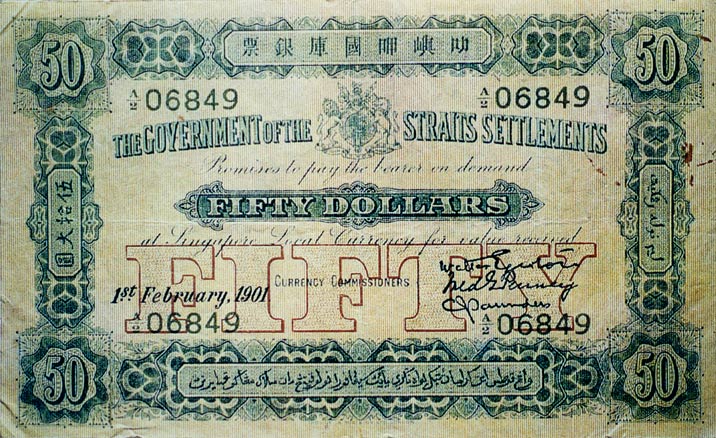 50 票銀庫國呷嶼叻 50
A/2 06849 A/2 06849
THE GOVERNMENT OF THE STRAITS SETTLEMENTS
Promises to pay the bearer on demand
FIFTY DOLLARS
at Singapore Local Currency for value received
伍拾大圓
FIFTY
CURRENCY COMMISSIONERS
1st February, 1901
A/2 06849 A/2 06849
50 50